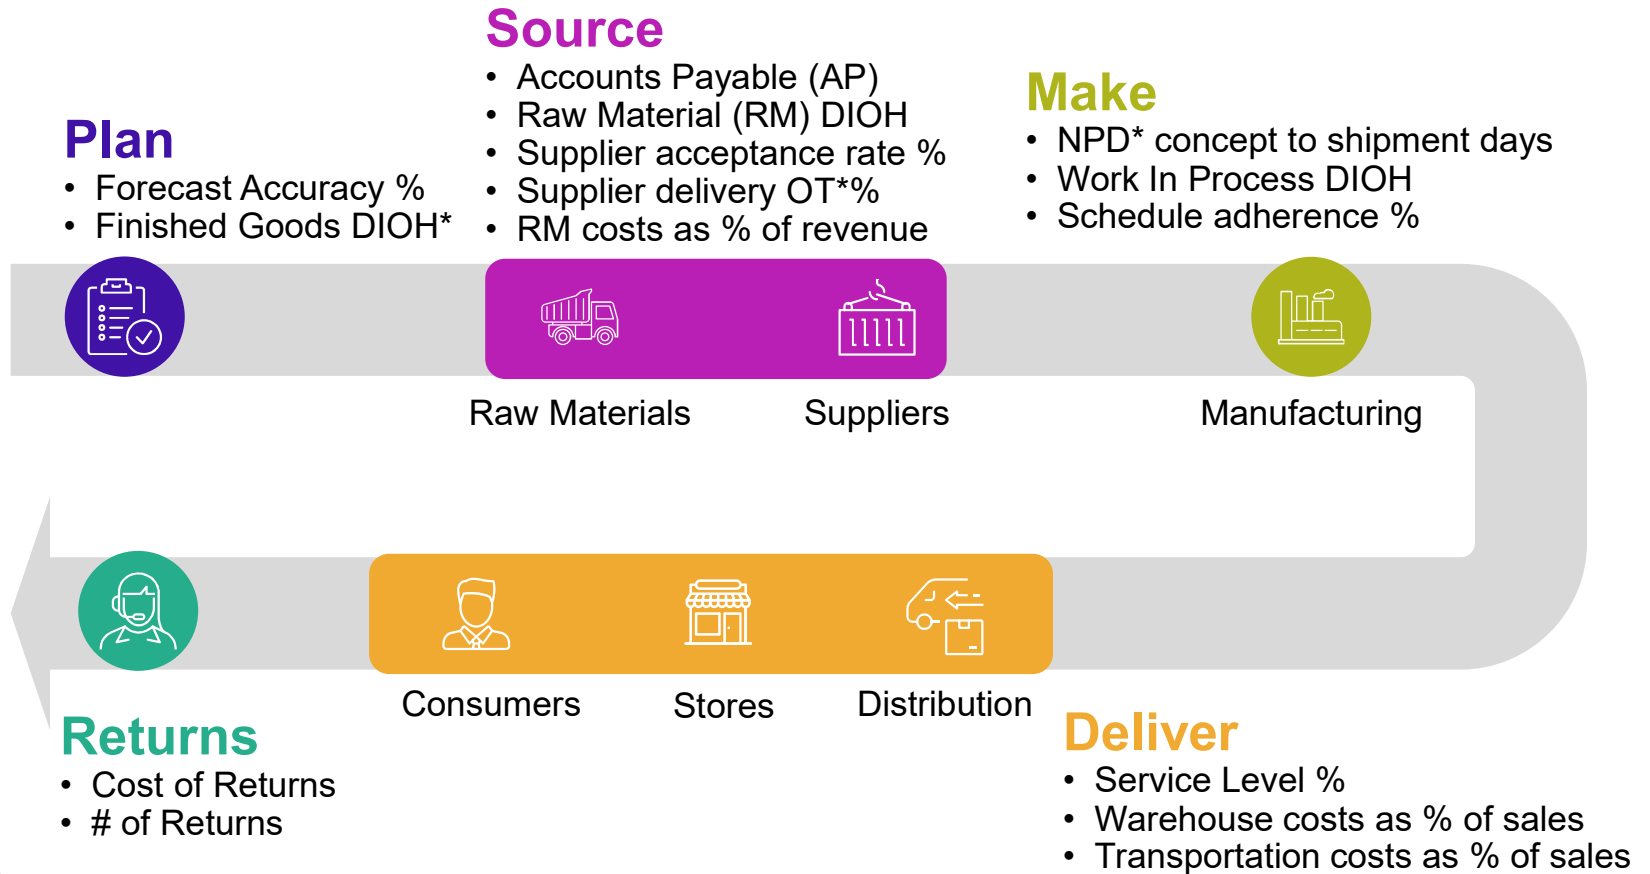 Source
• Accounts Payable (AP)
• Raw Material (RM) DIOH
• Supplier acceptance rate %
• Supplier delivery OT*%
• RM costs as % of revenue
Make
• NPD* concept to shipment days
• Work In Process DIOH
• Schedule adherence %
Plan
• Forecast Accuracy %
• Finished Goods DIOH*
Raw Materials
Suppliers
Manufacturing
Consumers
Stores
Distribution
Returns
• Cost of Returns
• # of Returns
Deliver
• Service Level %
• Warehouse costs as % of sales
• Transportation costs as % of sales